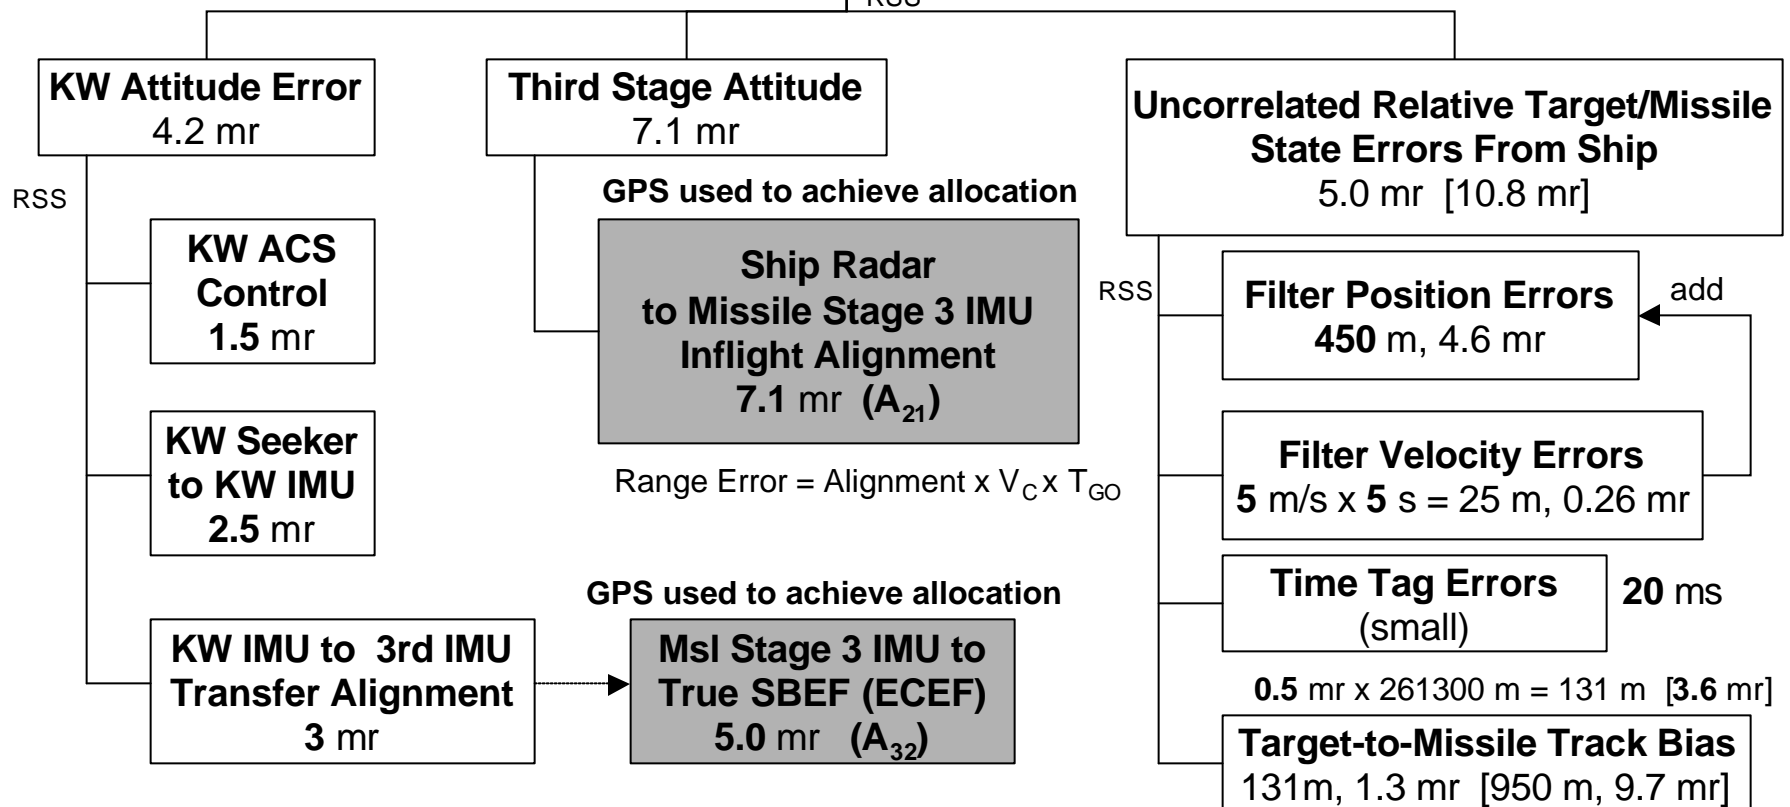 RSS
KW Attitude Error
4.2 mr
RSS
KW ACS
Control
1.5 mr
KW Seeker
to KW IMU
2.5 mr
KW IMU to 3rd IMU
Transfer Alignment
3 mr
Third Stage Attitude
7.1 mr
GPS used to achieve allocation
Ship Radar
to Missile Stage 3 IMU
Inflight Alignment
7.1 mr (A21)
Range Error = Alignment x VC x TGO
GPS used to achieve allocation
Msl Stage 3 IMU to
True SBEF (ECEF)
5.0 mr (A32)
Uncorrelated Relative Target/Missile
State Errors From Ship
5.0 mr [10.8 mr]
RSS
Filter Position Errors
450 m, 4.6 mr
add
Filter Velocity Errors
5 m/s x 5 s = 25 m, 0.26 mr
Time Tag Errors
(small)
20 ms
0.5 mr x 261300 m = 131 m [3.6 mr]
Target-to-Missile Track Bias
131m, 1.3 mr [950 m, 9.7 mr]